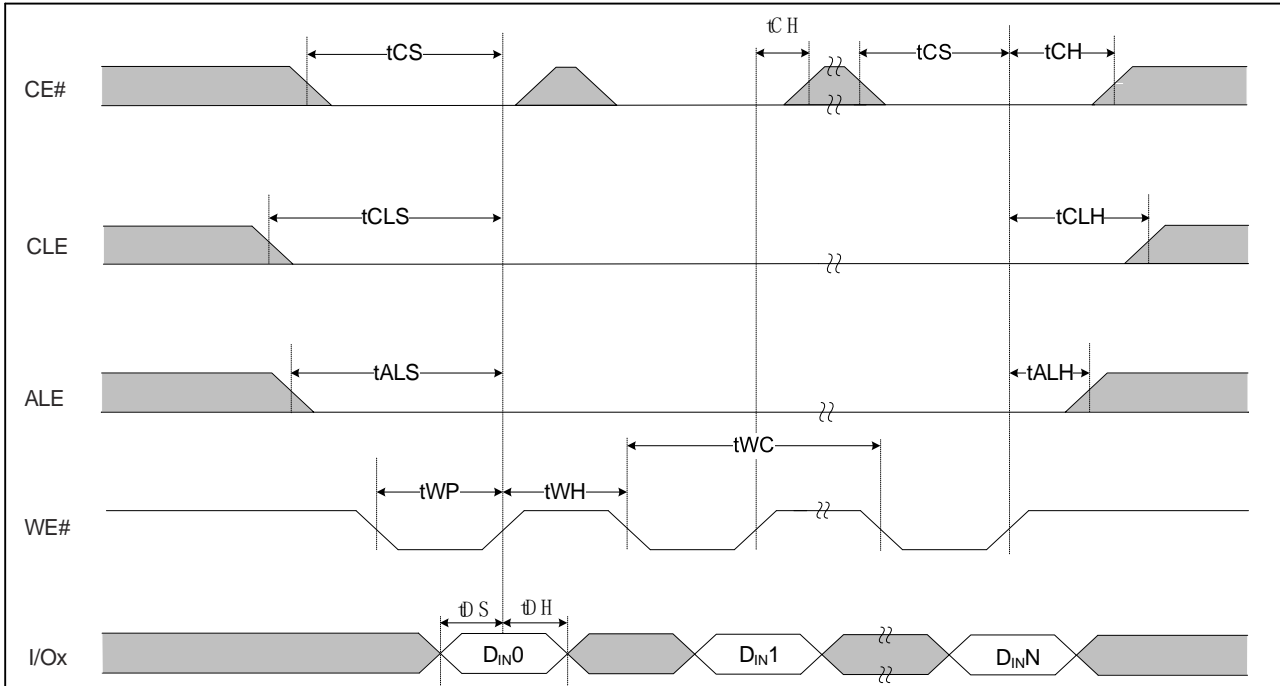 tCS
tCH
tCS
tCH
CE#
tCLS
tCLH
CLE
tALS
tALH
ALE
tWC
tWP
tWH
WE#
tDS
tDH
I/Ox
DIN0
DIN1
DINN